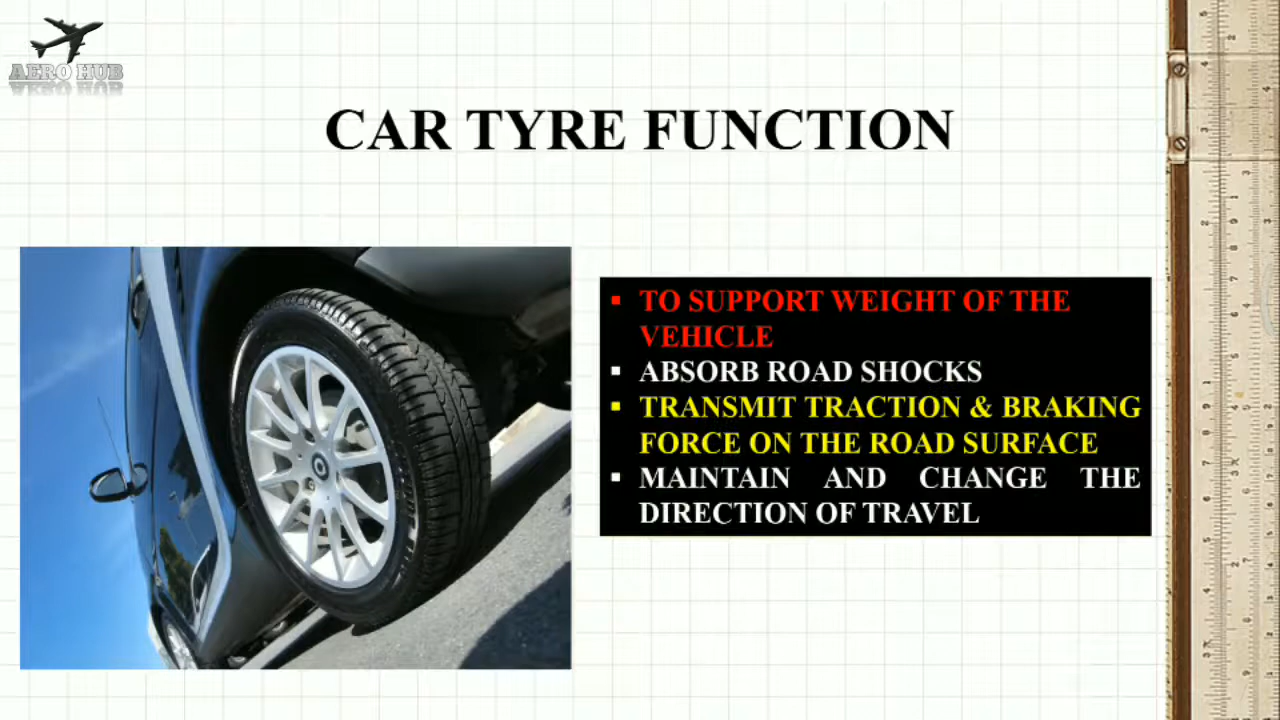 AERO HUB
CAR TYRE FUNCTION
▪ TO SUPPORT WEIGHT OF THE
VEHICLE
▪ ABSORB ROAD SHOCKS
▪ TRANSMIT TRACTION & BRAKING
FORCE ON THE ROAD SURFACE
▪ MAINTAIN AND CHANGE THE
DIRECTION OF TRAVEL